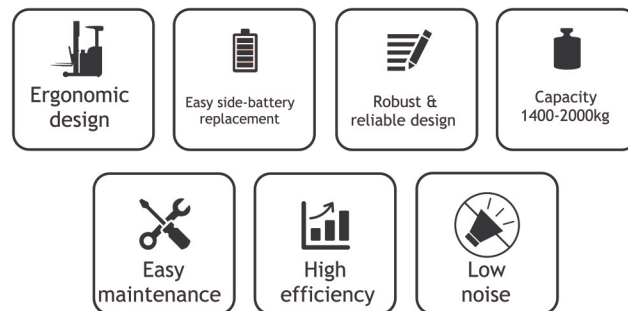 Ergonomic
design
Easy side-battery
replacement
Robust &
reliable design
Capacity
1400-2000kg
Easy
maintenance
High
efficiency
Low
noise